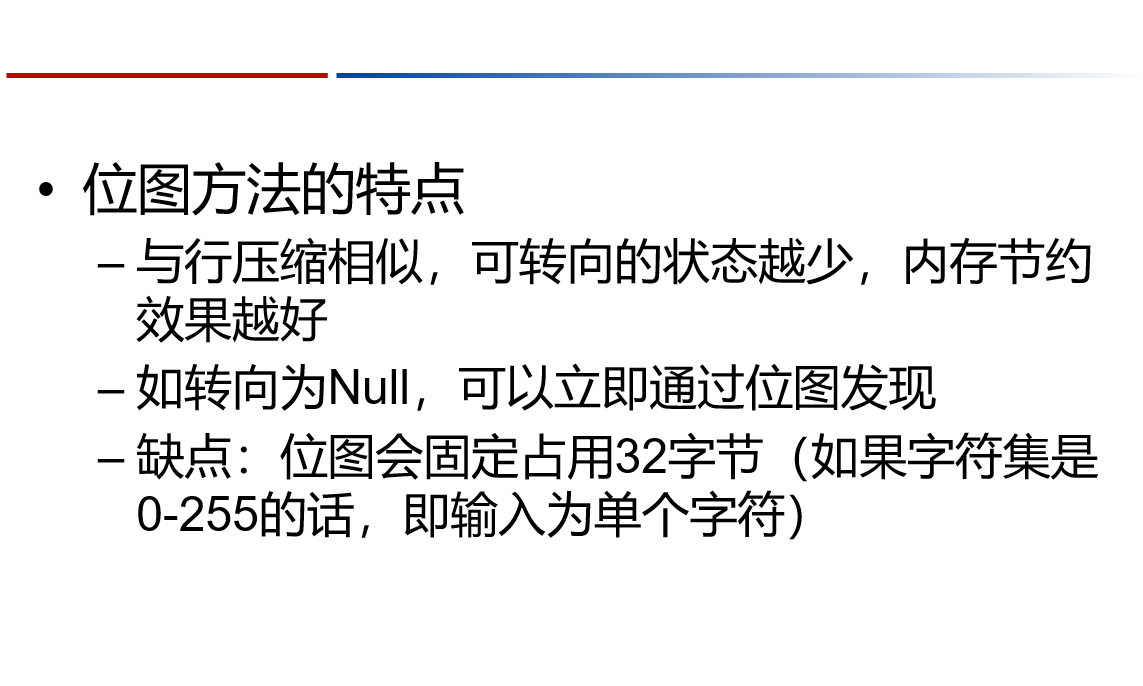 • 位图方法的特点
– 与行压缩相似，可转向的状态越少，内存节约
效果越好
– 如转向为Null，可以立即通过位图发现
– 缺点：位图会固定占用32字节（如果字符集是
0-255的话，即输入为单个字符）